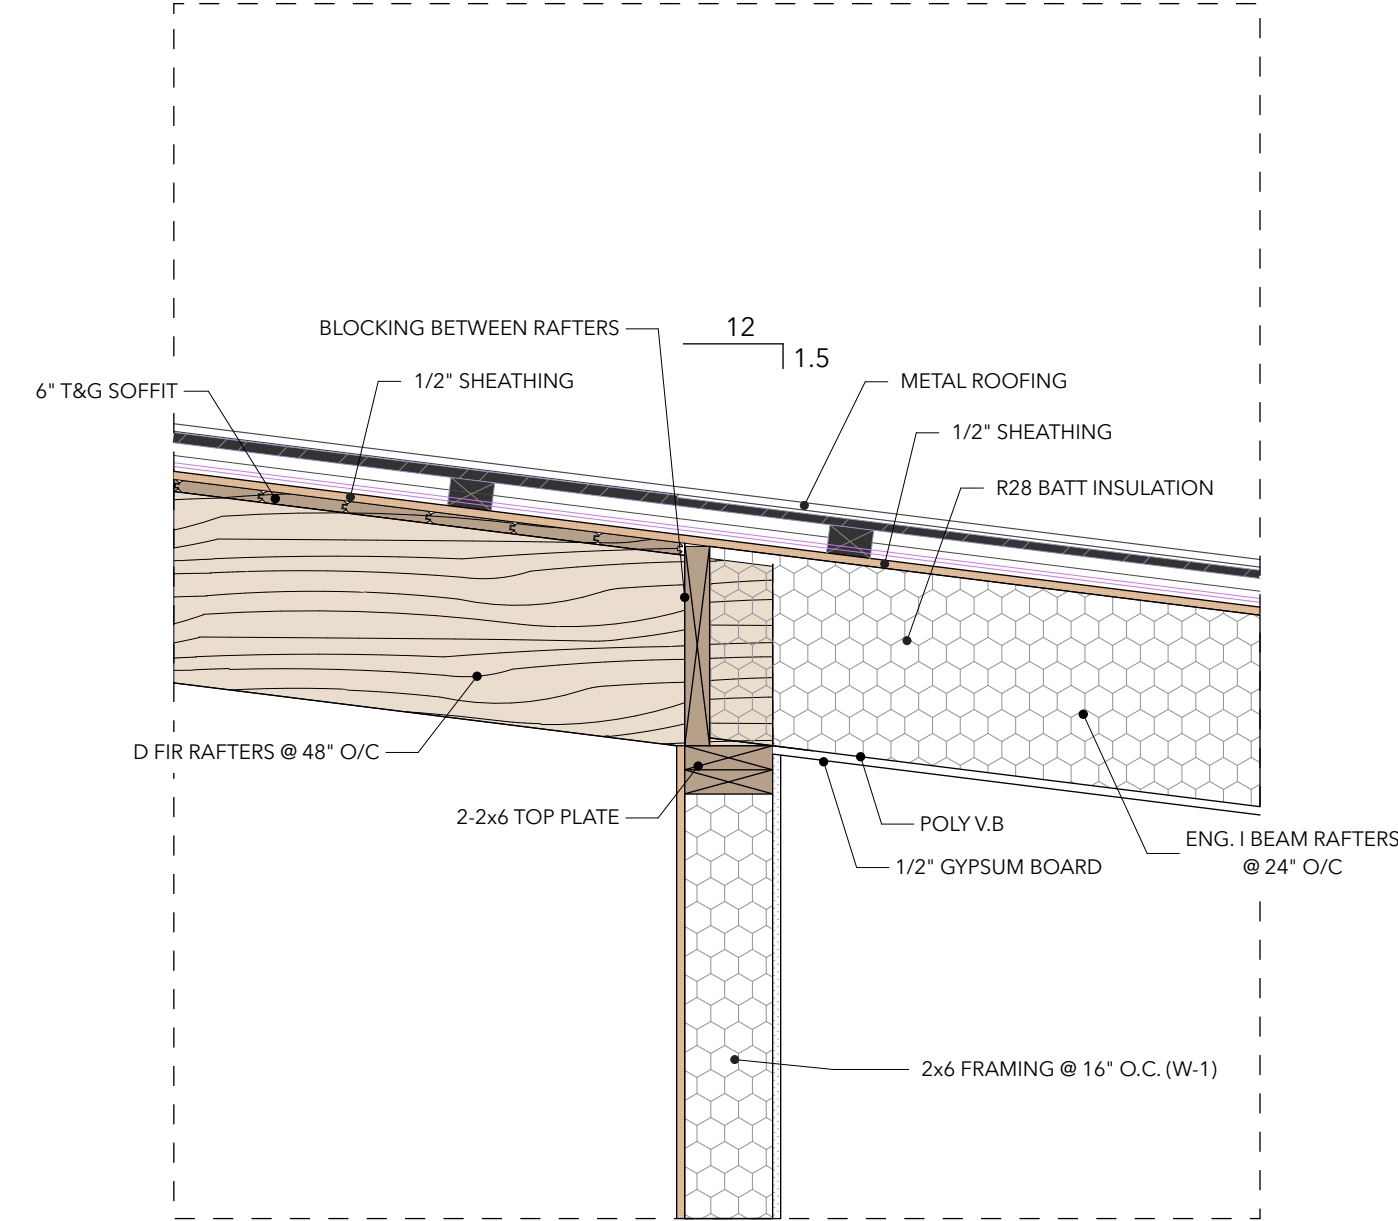 BLOCKING BETWEEN RAFTERS
12
1.5
6" T&G SOFFIT
1/2" SHEATHING
METAL ROOFING
1/2" SHEATHING
R28 BATT INSULATION
D FIR RAFTERS @ 48" O/C
2-2x6 TOP PLATE
POLY V.B
1/2" GYPSUM BOARD
ENG. I BEAM RAFTERS
@ 24" O/C
2x6 FRAMING @ 16" O.C. (W-1)